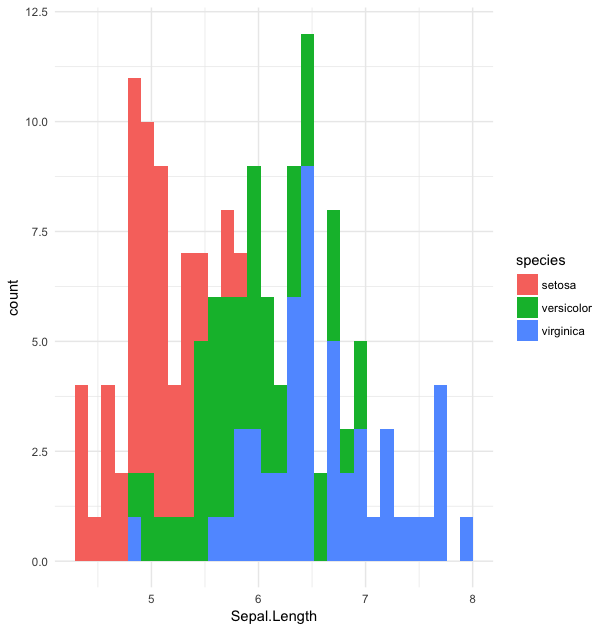 12.5
10.0
7.5
5.0
2.5
0.0
count
5 6 7 8
Sepal.Length
species
setosa
versicolor
virginica